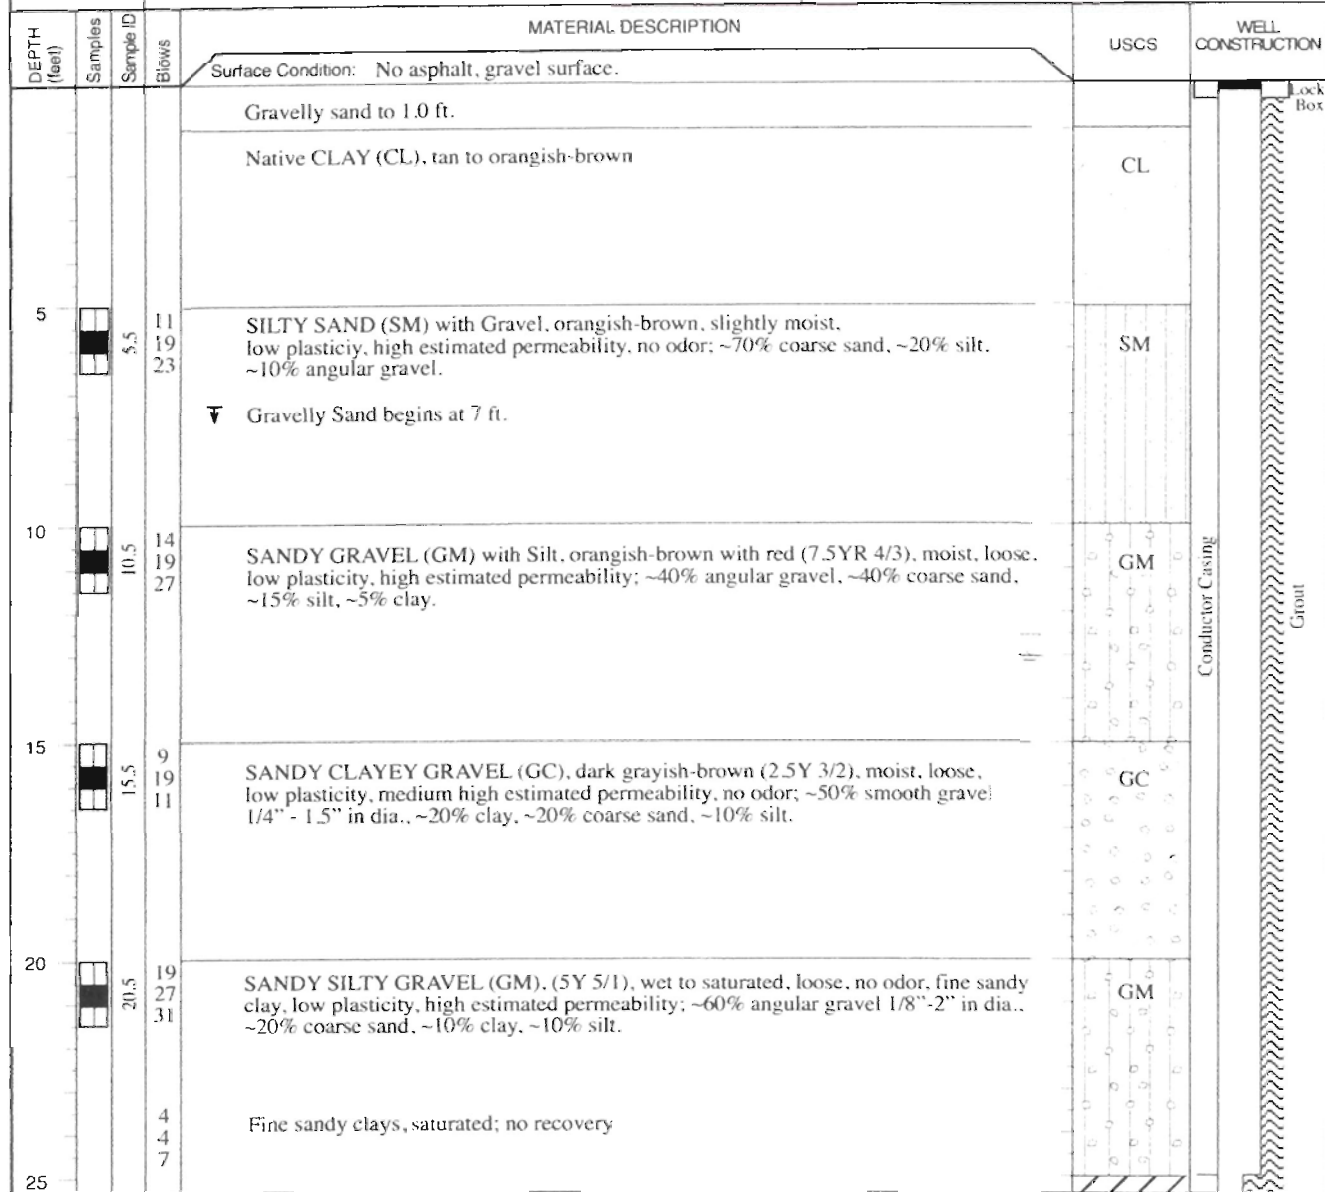 DEPTH (feet)
Samples
Sample ID
Blows
MATERIAL DESCRIPTION
USCS
WELL CONSTRUCTION
Surface Condition: No asphalt, gravel surface.
Lock Box
Gravelly sand to 1.0 ft.
Native CLAY (CL), tan to orangish-brown
CL
5
5.5
11
19
23
SILTY SAND (SM) with Gravel, orangish-brown, slightly moist,
low plasticiy, high estimated permeability, no odor; ~70% coarse sand, ~20% silt,
~10% angular gravel.
SM
Gravelly Sand begins at 7 ft.
10
10.5
14
19
27
SANDY GRAVEL (GM) with Silt, orangish-brown with red (7.5YR 4/3), moist, loose,
low plasticity, high estimated permeability; ~40% angular gravel, ~40% coarse sand,
~15% silt, ~5% clay.
GM
Conductor Casing
Grout
15
15.5
9
19
11
SANDY CLAYEY GRAVEL (GC), dark grayish-brown (2.5Y 3/2), moist, loose,
low plasticity, medium high estimated permeability, no odor; ~50% smooth gravel
1/4" - 1.5" in dia., ~20% clay, ~20% coarse sand, ~10% silt.
GC
20
20.5
19
27
31
SANDY SILTY GRAVEL (GM), (5Y 5/1), wet to saturated, loose, no odor, fine sandy
clay, low plasticity, high estimated permeability; ~60% angular gravel 1/8"-2" in dia.,
~20% coarse sand, ~10% clay, ~10% silt.
GM
4
4
7
Fine sandy clays, saturated; no recovery
25